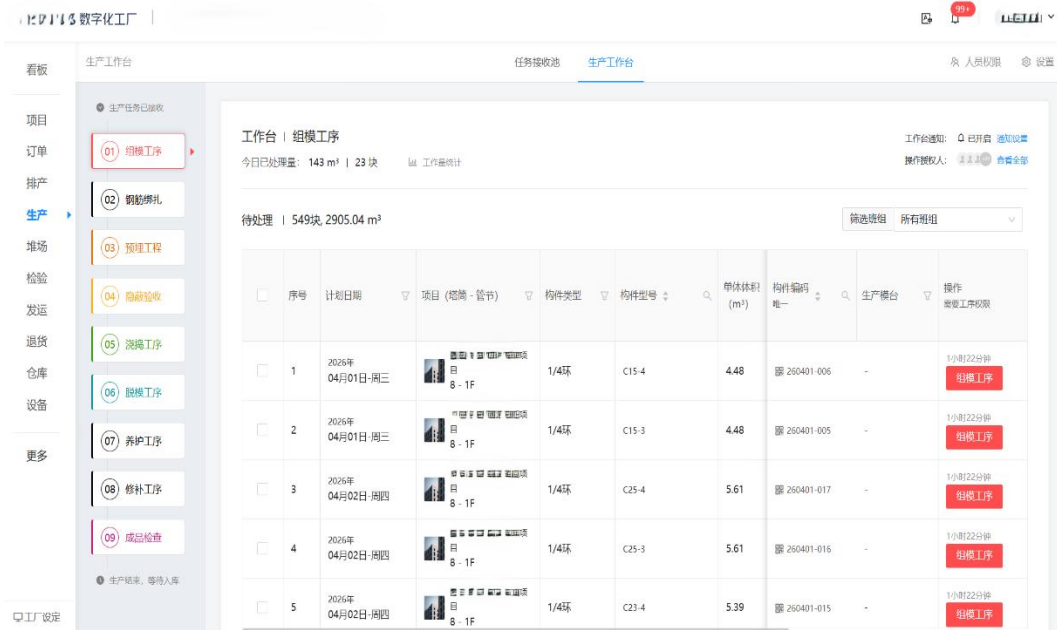 数字化工厂
99+
看板
项目
订单
排产
生产
堆场
检验
发运
退货
仓库
设备
更多
工厂设定
生产工作台
任务接收池
生产工作台
人员权限
设置
生产任务已接收
01 组模工序
02 钢筋绑扎
03 预埋工程
04 隐蔽验收
05 浇捣工序
06 脱模工序
07 养护工序
08 修补工序
09 成品检查
生产结束，等待入库
工作台 | 组模工序
今日已处理量: 143 m³ | 23 块
工作量统计
工作台通知: 已开启 通知设置
操作授权人: 查看全部
待处理 | 549块, 2905.04 m³
筛选班组 所有班组
序号 计划日期 项目 (塔筒 - 管节) 构件类型 构件型号 单体体积 (m³) 构件编码 唯一 生产模台 操作 需要工序权限
1 2026年 04月01日-周三 目 8 - 1F 1/4环 C15-4 4.48 260401-006 - 1小时22分钟 组模工序
2 2026年 04月01日-周三 目 8 - 1F 1/4环 C15-3 4.48 260401-005 - 1小时22分钟 组模工序
3 2026年 04月02日-周四 目 8 - 1F 1/4环 C25-4 5.61 260401-017 - 1小时22分钟 组模工序
4 2026年 04月02日-周四 目 8 - 1F 1/4环 C25-3 5.61 260401-016 - 1小时22分钟 组模工序
5 2026年 04月02日-周四 目 8 - 1F 1/4环 C23-4 5.39 260401-015 - 1小时22分钟 组模工序